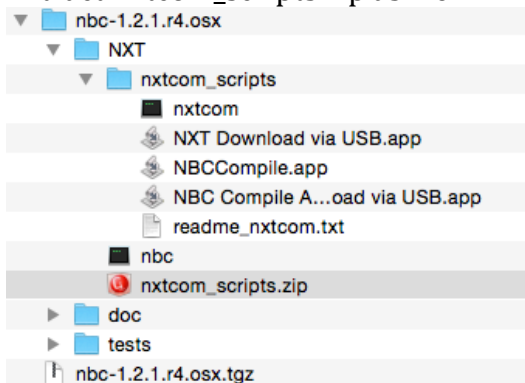 nbc-1.2.1.r4.osx
NXT
nxtcom_scripts
nxtcom
NXT Download via USB.app
NBCCompile.app
NBC Compile A...oad via USB.app
readme_nxtcom.txt
nbc
nxtcom_scripts.zip
doc
tests
nbc-1.2.1.r4.osx.tgz